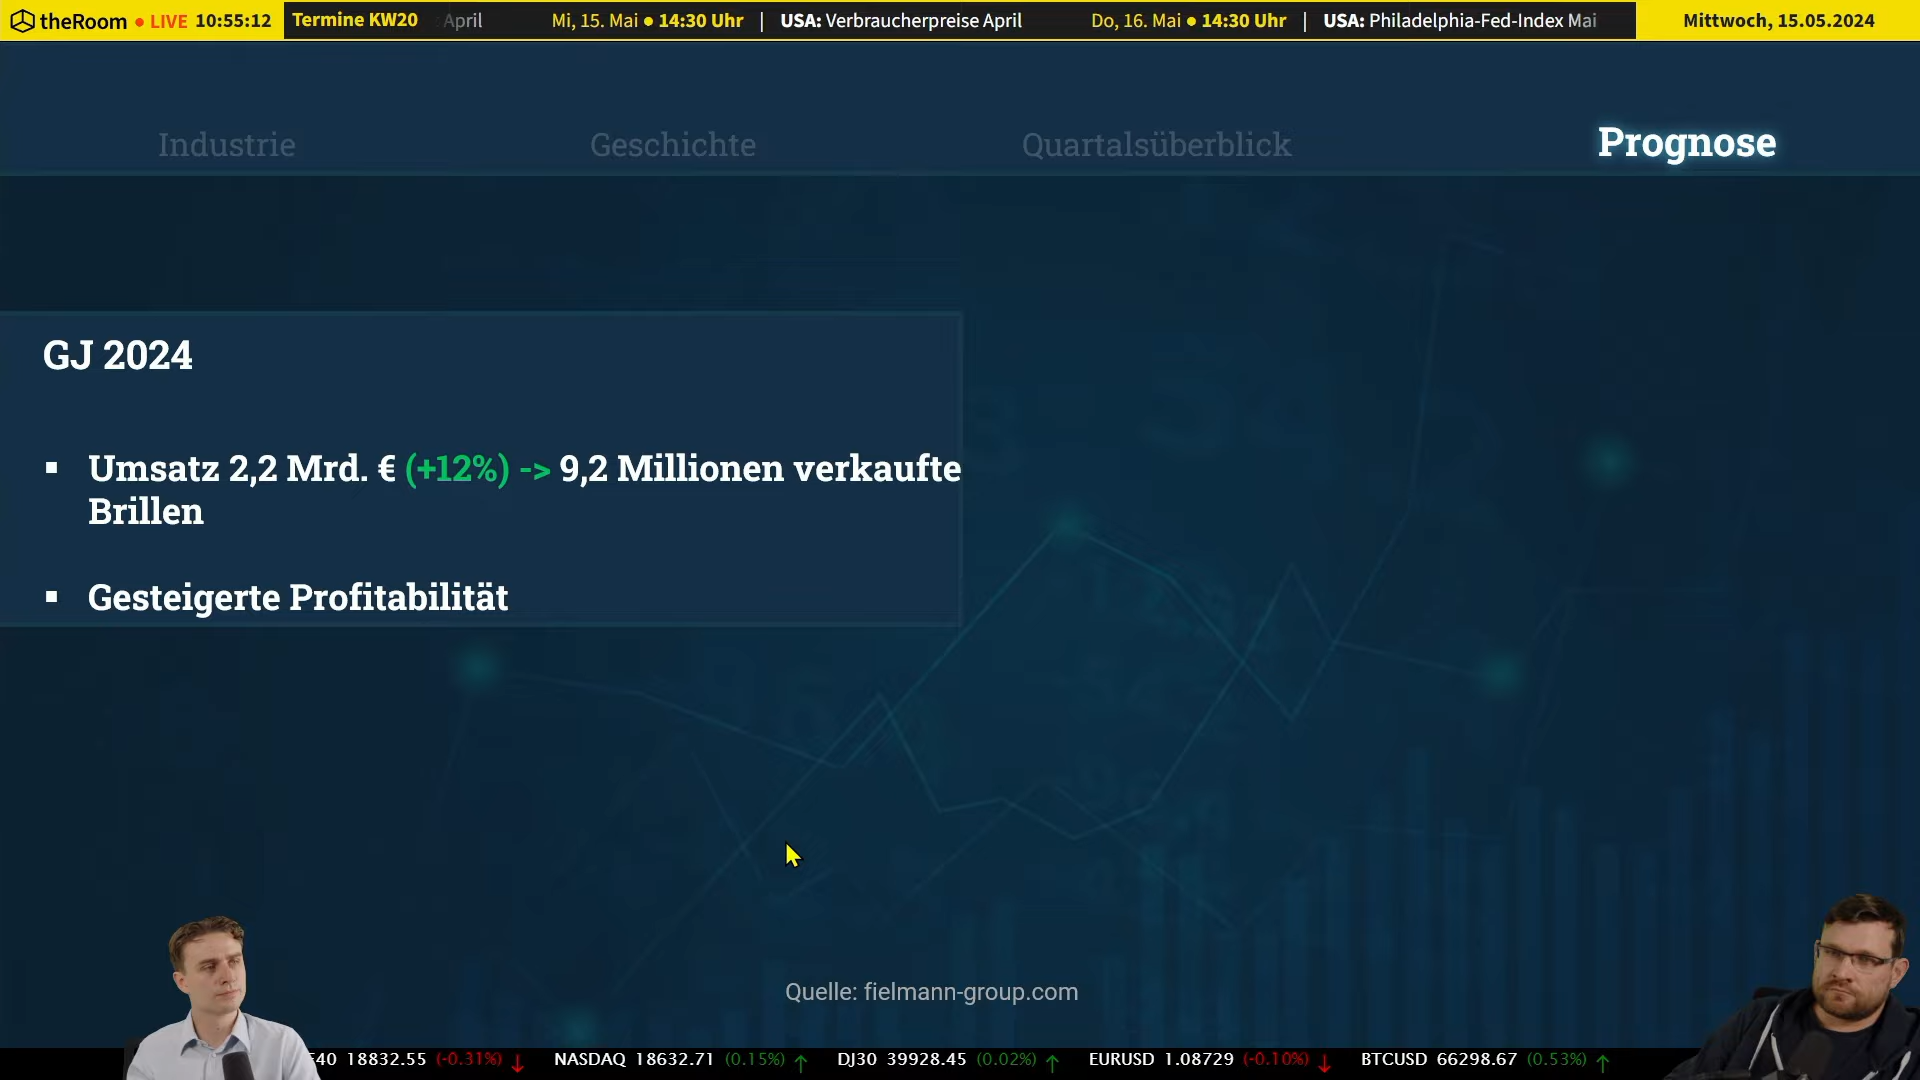 theRoom • LIVE 10:55:12 Termine KW20 April Mi, 15. Mai • 14:30 Uhr | USA: Verbraucherpreise April Do, 16. Mai • 14:30 Uhr | USA: Philadelphia-Fed-Index Mai Mittwoch, 15.05.2024
Industrie Geschichte Quartalsüberblick Prognose
GJ 2024
▪ Umsatz 2,2 Mrd. € (+12%) -> 9,2 Millionen verkaufte
Brillen
▪ Gesteigerte Profitabilität
Quelle: fielmann-group.com
E40 18832.55 (-0.31%) ↓ NASDAQ 18632.71 (0.15%) ↑ DJ30 39928.45 (0.02%) ↑ EURUSD 1.08729 (-0.10%) ↓ BTCUSD 66298.67 (0.53%) ↑